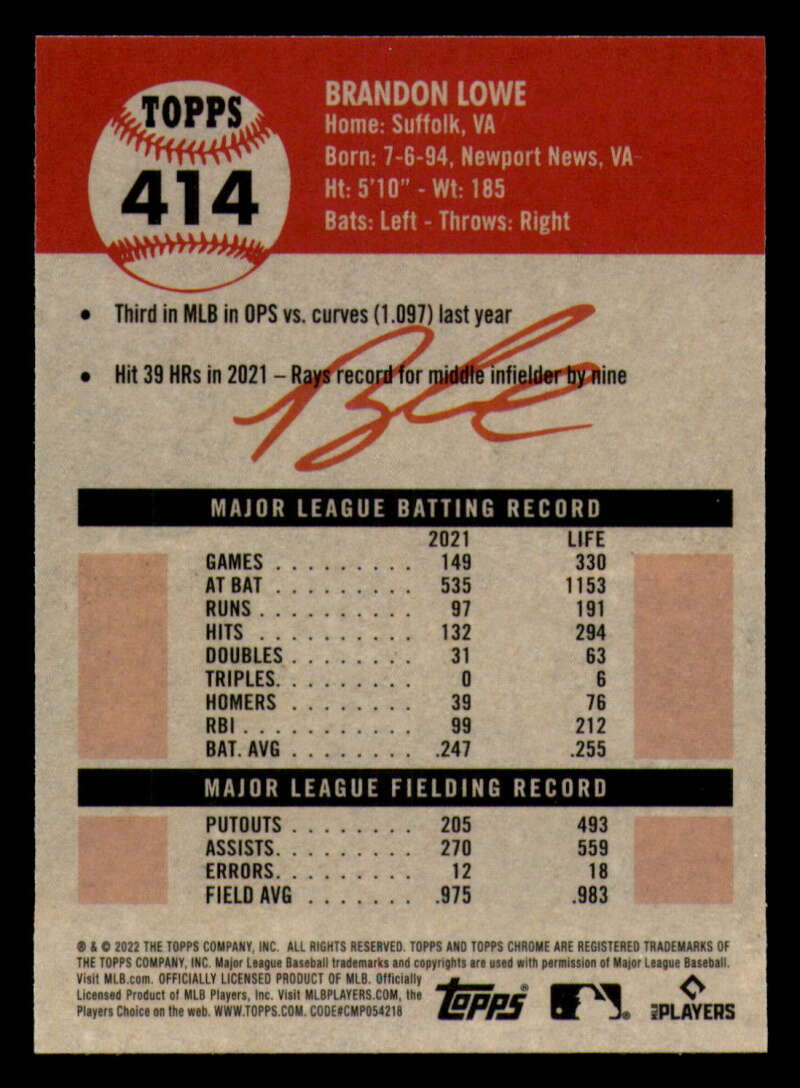 TOPPS
414
BRANDON LOWE
Home: Suffolk, VA
Born: 7-6-94, Newport News, VA
Ht: 5'10" - Wt: 185
Bats: Left - Throws: Right
• Third in MLB in OPS vs. curves (1.097) last year
• Hit 39 HRs in 2021 – Rays record for middle infielder by nine
MAJOR LEAGUE BATTING RECORD
2021 LIFE
GAMES . . . . . . . . . 149 330
AT BAT . . . . . . . . . 535 1153
RUNS . . . . . . . . . . 97 191
HITS . . . . . . . . . . 132 294
DOUBLES . . . . . . . . 31 63
TRIPLES. . . . . . . . . 0 6
HOMERS . . . . . . . . 39 76
RBI . . . . . . . . . . . 99 212
BAT. AVG . . . . . . . . .247 .255
MAJOR LEAGUE FIELDING RECORD
PUTOUTS . . . . . . . . 205 493
ASSISTS. . . . . . . . . 270 559
ERRORS. . . . . . . . . 12 18
FIELD AVG . . . . . . . .975 .983
® & © 2022 THE TOPPS COMPANY, INC. ALL RIGHTS RESERVED. TOPPS AND TOPPS CHROME ARE REGISTERED TRADEMARKS OF
THE TOPPS COMPANY, INC. Major League Baseball trademarks and copyrights are used with permission of Major League Baseball.
Visit MLB.com. OFFICIALLY LICENSED PRODUCT OF MLB. Officially
Licensed Product of MLB Players, Inc. Visit MLBPLAYERS.COM, the
Players Choice on the web. WWW.TOPPS.COM. CODE#CMP054218
Topps®
MLB PLAYERS